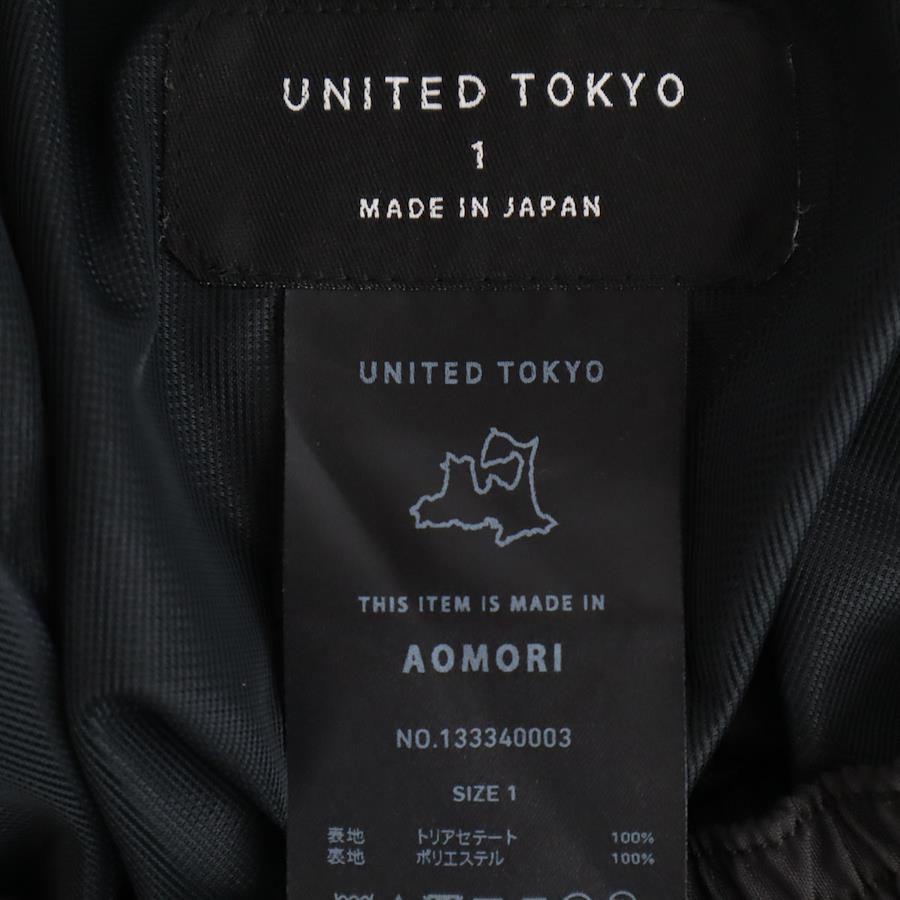 UNITED TOKYO
1
MADE IN JAPAN
UNITED TOKYO
THIS ITEM IS MADE IN
AOMORI
NO.133340003
SIZE 1
表地 トリアセテート 100%
裏地 ポリエステル 100%